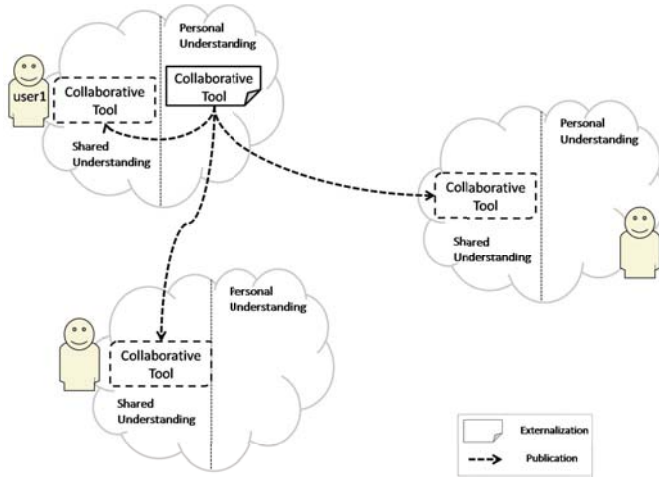 Personal
Understanding
user1
Collaborative
Tool
Collaborative
Tool
Shared
Understanding
Personal
Understanding
Collaborative
Tool
Shared
Understanding
Personal
Understanding
Collaborative
Tool
Shared
Understanding
Externalization
Publication